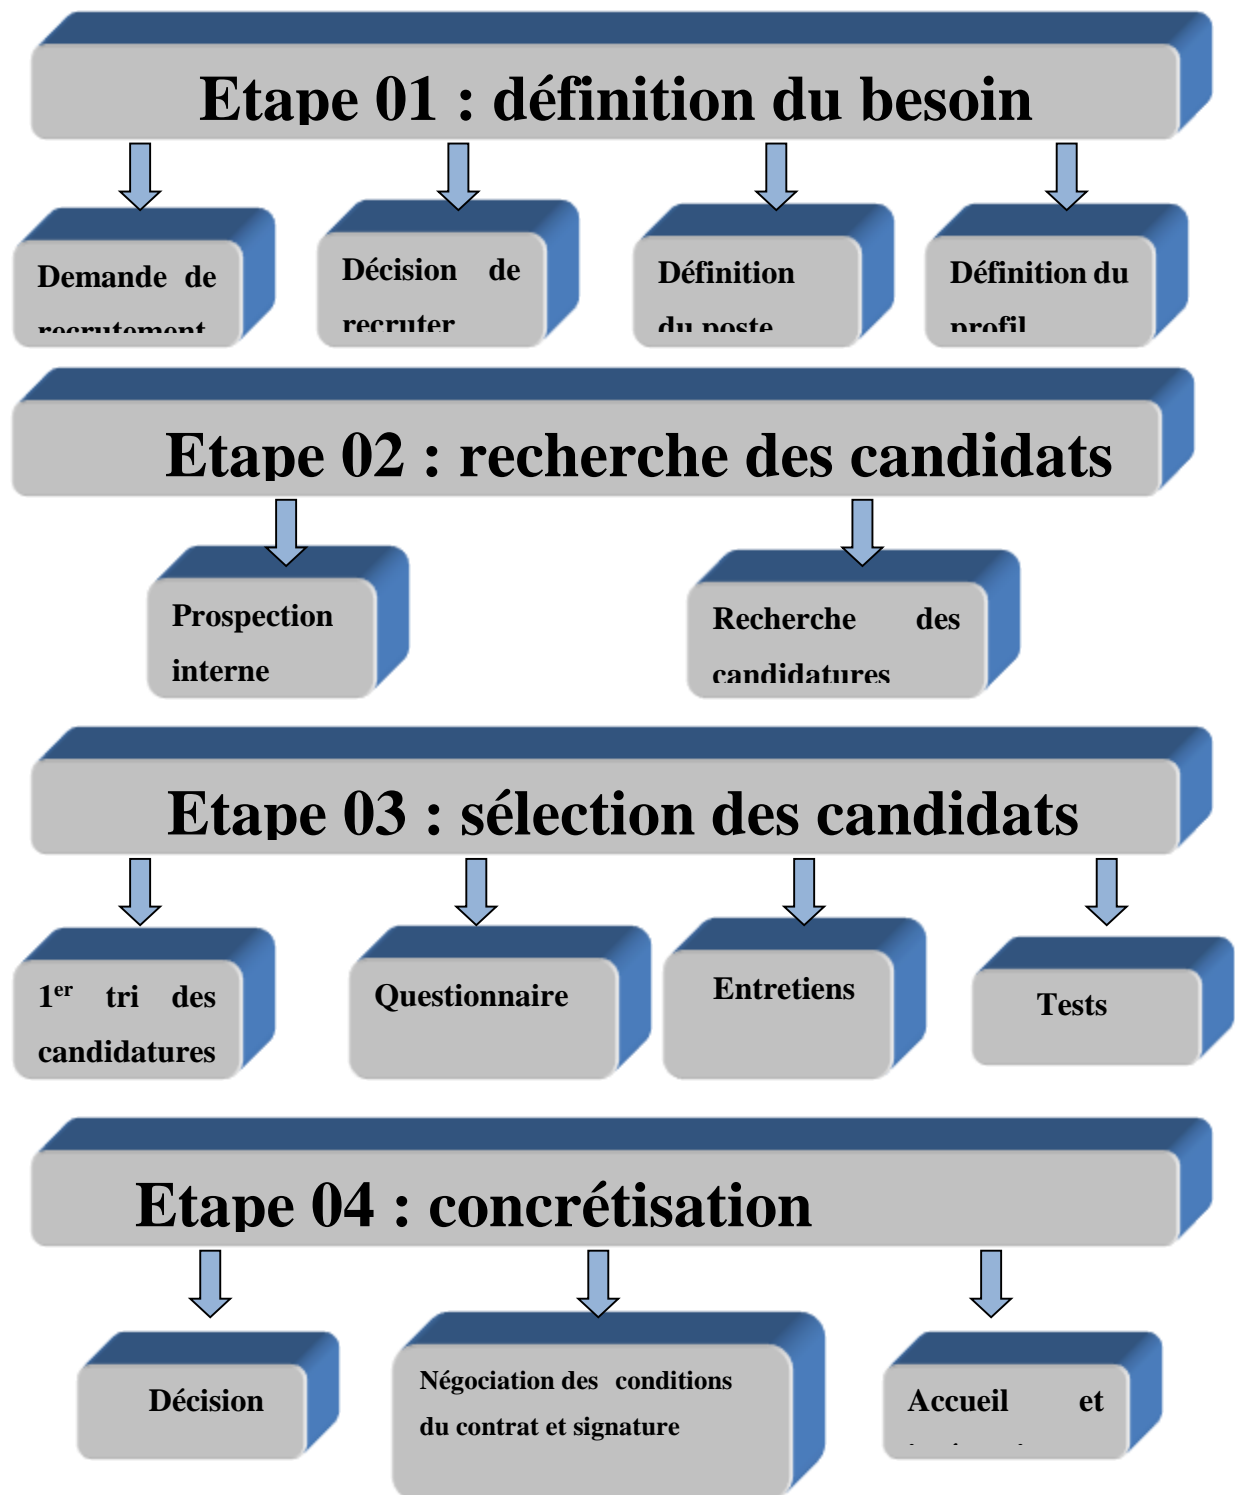 Etape 01 : définition du besoin
Demande de
recrutement
Décision de
recruter
Définition
du poste
Définition du
profil
Etape 02 : recherche des candidats
Prospection
interne
Recherche des
candidatures
Etape 03 : sélection des candidats
1er tri des
candidatures
Questionnaire
Entretiens
Tests
Etape 04 : concrétisation
Décision
Négociation des conditions
du contrat et signature
Accueil et